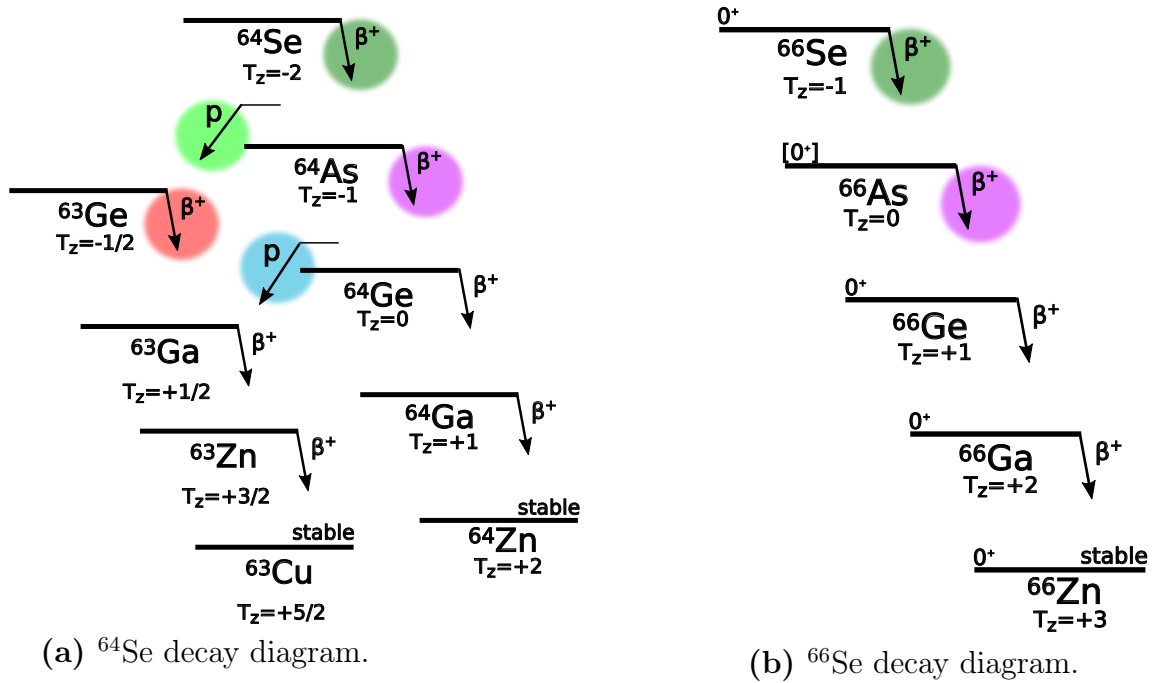 ⁶⁴Se
T_z=-2
β⁺
p
⁶⁴As
T_z=-1
β⁺
⁶³Ge
T_z=-1/2
β⁺
p
⁶⁴Ge
T_z=0
β⁺
⁶³Ga
T_z=+1/2
β⁺
⁶⁴Ga
T_z=+1
β⁺
⁶³Zn
T_z=+3/2
β⁺
stable
⁶⁴Zn
T_z=+2
stable
⁶³Cu
T_z=+5/2
(a) ⁶⁴Se decay diagram.
0⁺
⁶⁶Se
T_z=-1
β⁺
[0⁺]
⁶⁶As
T_z=0
β⁺
0⁺
⁶⁶Ge
T_z=+1
β⁺
0⁺
⁶⁶Ga
T_z=+2
β⁺
0⁺
stable
⁶⁶Zn
T_z=+3
(b) ⁶⁶Se decay diagram.